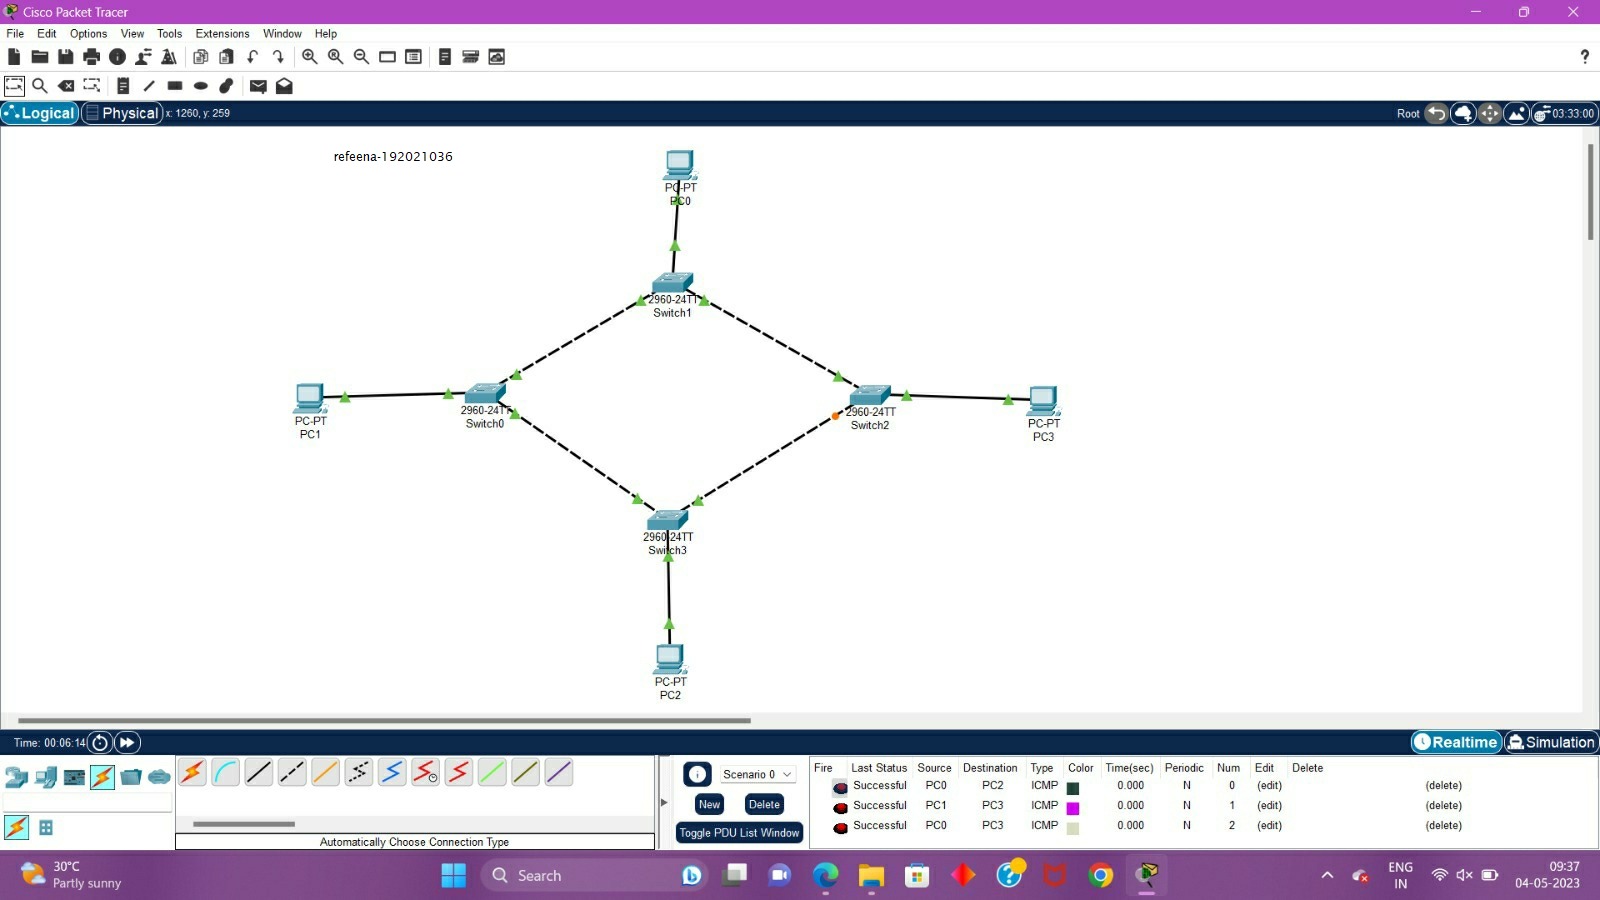 Cisco Packet Tracer
File Edit Options View Tools Extensions Window Help
?
Logical Physical x: 1260, y: 259 Root 03:33:00
refeena-192021036
PC-PT
PC0
2960-24TT
Switch1
PC-PT
PC1
2960-24TT
Switch0
2960-24TT
Switch2
PC-PT
PC3
2960-24TT
Switch3
PC-PT
PC2
Time: 00:06:14 Realtime Simulation
Scenario 0
New Delete
Toggle PDU List Window
Automatically Choose Connection Type
Fire Last Status Source Destination Type Color Time(sec) Periodic Num Edit Delete
Successful PC0 PC2 ICMP 0.000 N 0 (edit) (delete)
Successful PC1 PC3 ICMP 0.000 N 1 (edit) (delete)
Successful PC0 PC3 ICMP 0.000 N 2 (edit) (delete)
30°C
Partly sunny
Search
ENG
IN
09:37
04-05-2023